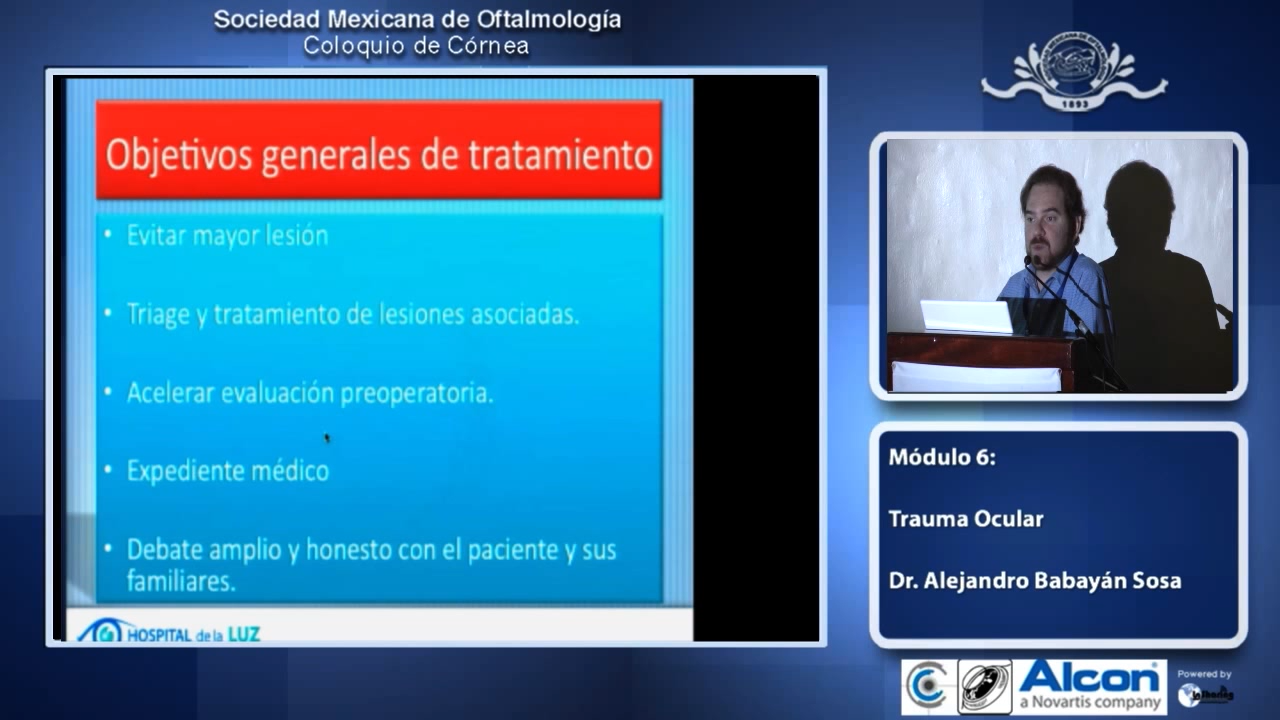 Sociedad Mexicana de Oftalmología
Coloquio de Córnea
Objetivos generales de tratamiento
• Evitar mayor lesión
• Triage y tratamiento de lesiones asociadas.
• Acelerar evaluación preoperatoria.
• Expediente médico
• Debate amplio y honesto con el paciente y sus
familiares.
HOSPITAL de la LUZ
1893
Módulo 6:
Trauma Ocular
Dr. Alejandro Babayán Sosa
Alcon
a Novartis company
Powered by